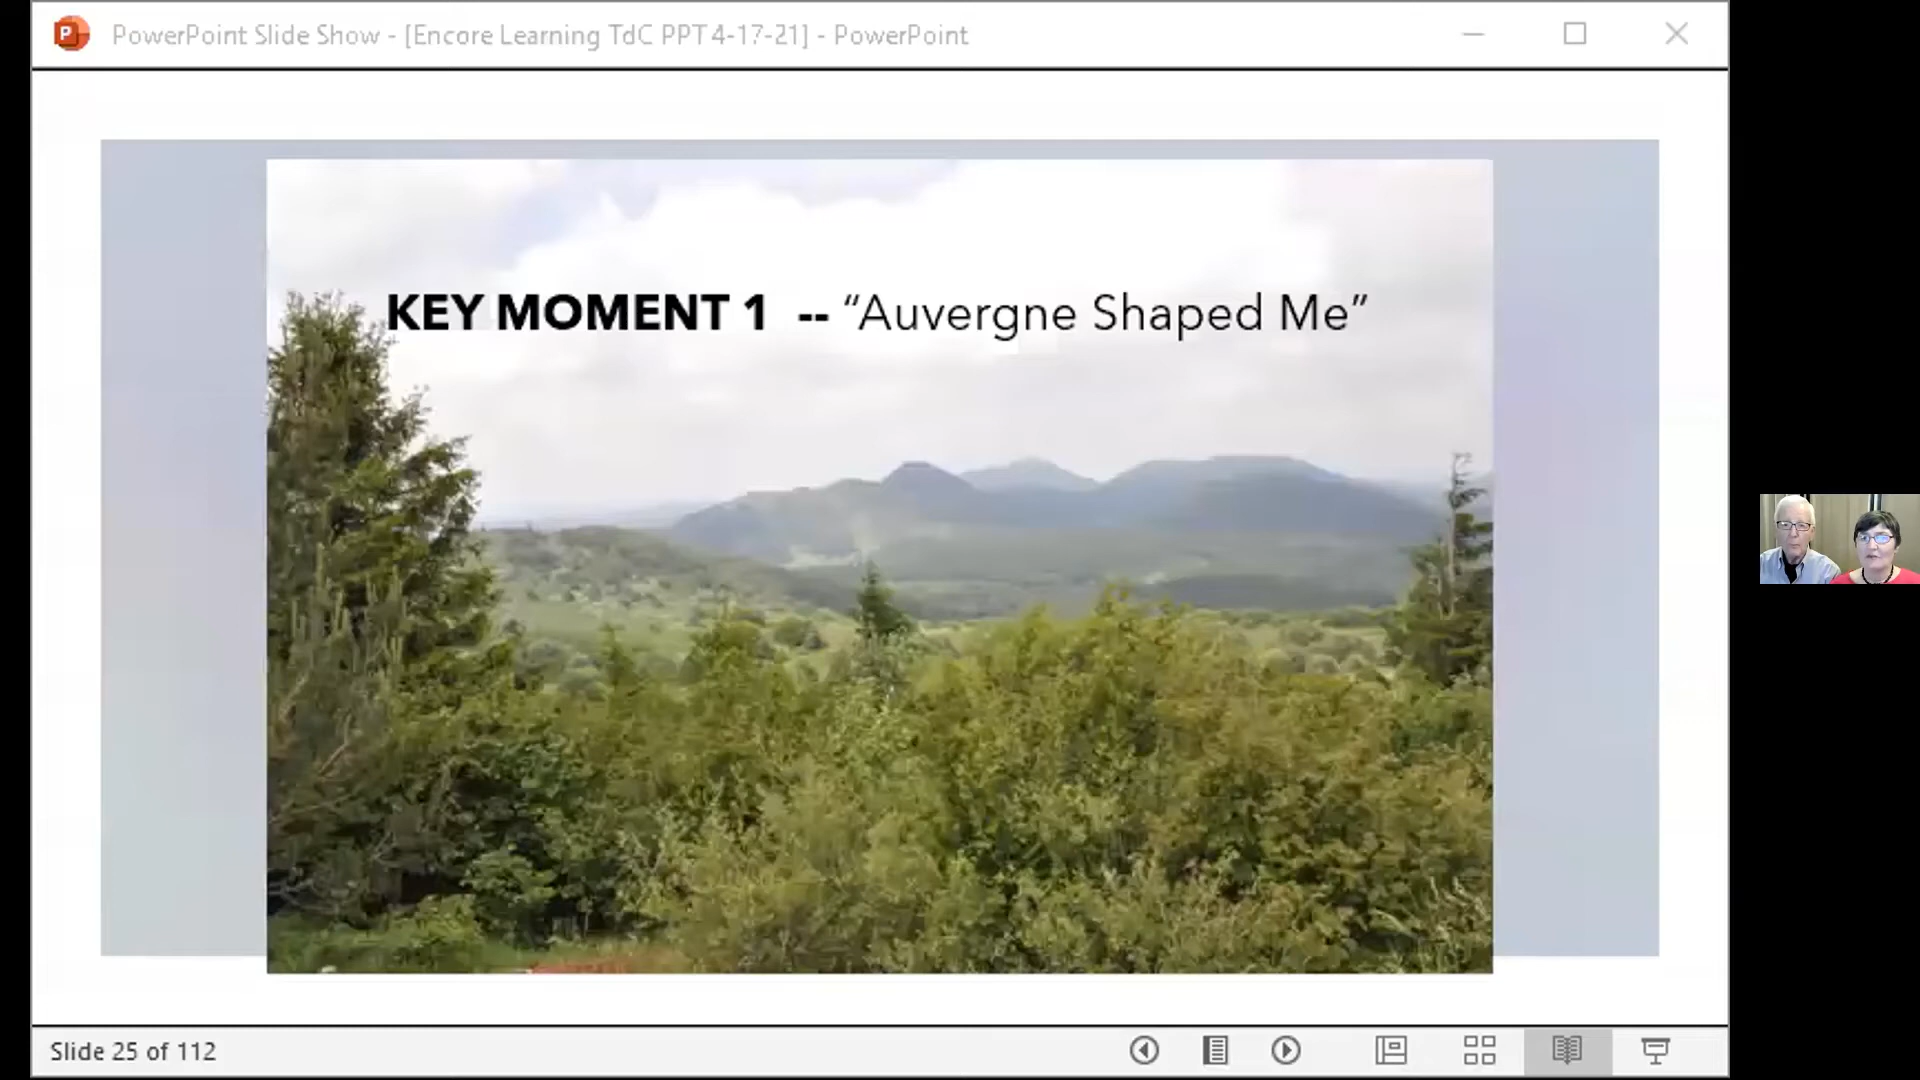 PowerPoint Slide Show - [Encore Learning TdC PPT 4-17-21] - PowerPoint
KEY MOMENT 1 -- “Auvergne Shaped Me”
Slide 25 of 112